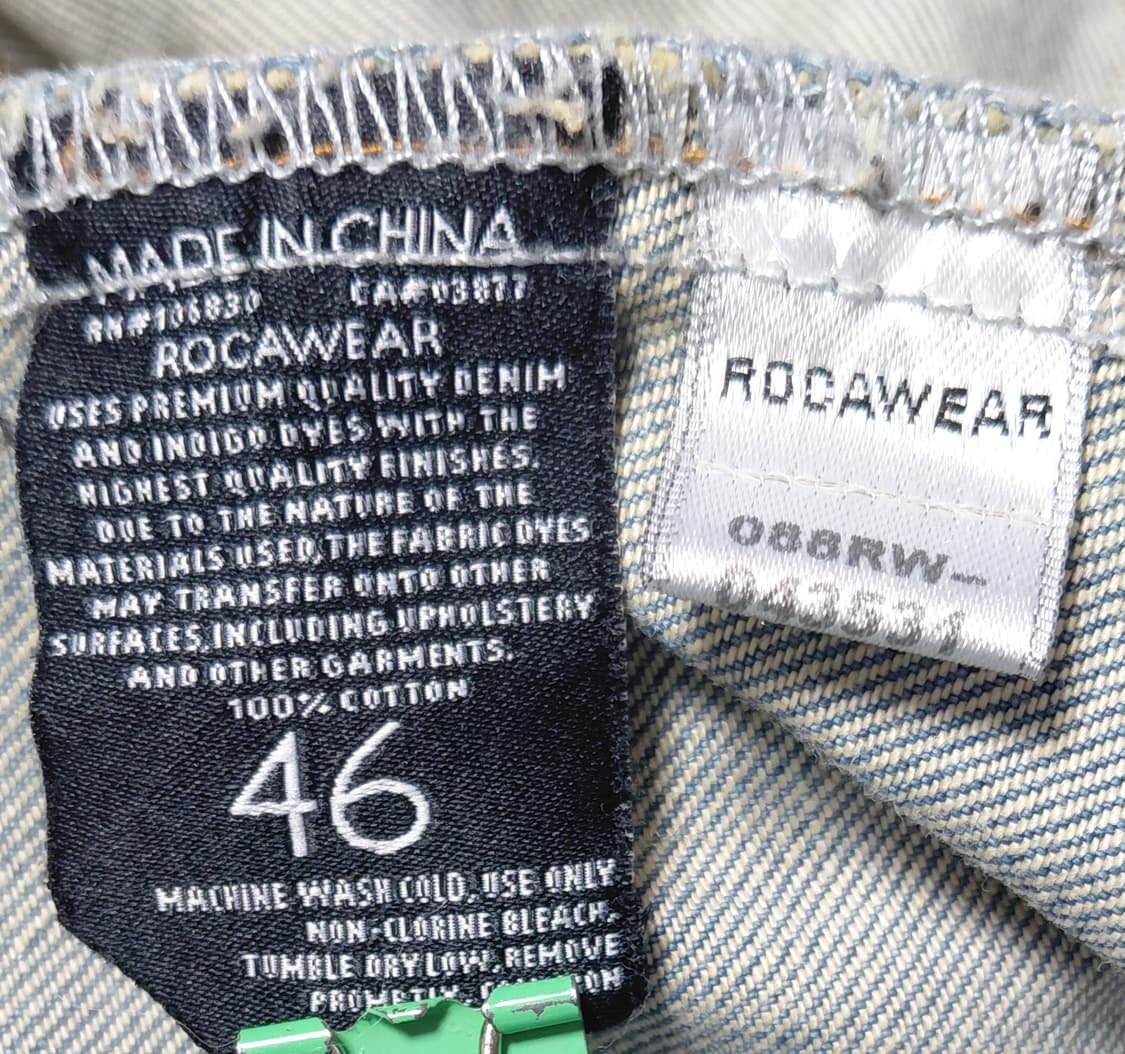 MADE IN CHINA
RN#106830 CA#03877
ROCAWEAR
USES PREMIUM QUALITY DENIM
AND INDIGO DYES WITH THE
HIGHEST QUALITY FINISHES.
DUE TO THE NATURE OF THE
MATERIALS USED, THE FABRIC DYES
MAY TRANSFER ONTO OTHER
SURFACES, INCLUDING UPHOLSTERY
AND OTHER GARMENTS.
100% COTTON
46
MACHINE WASH COLD. USE ONLY
NON-CLORINE BLEACH.
TUMBLE DRY LOW. REMOVE
PROMPTLY.
ROCAWEAR
088RW-